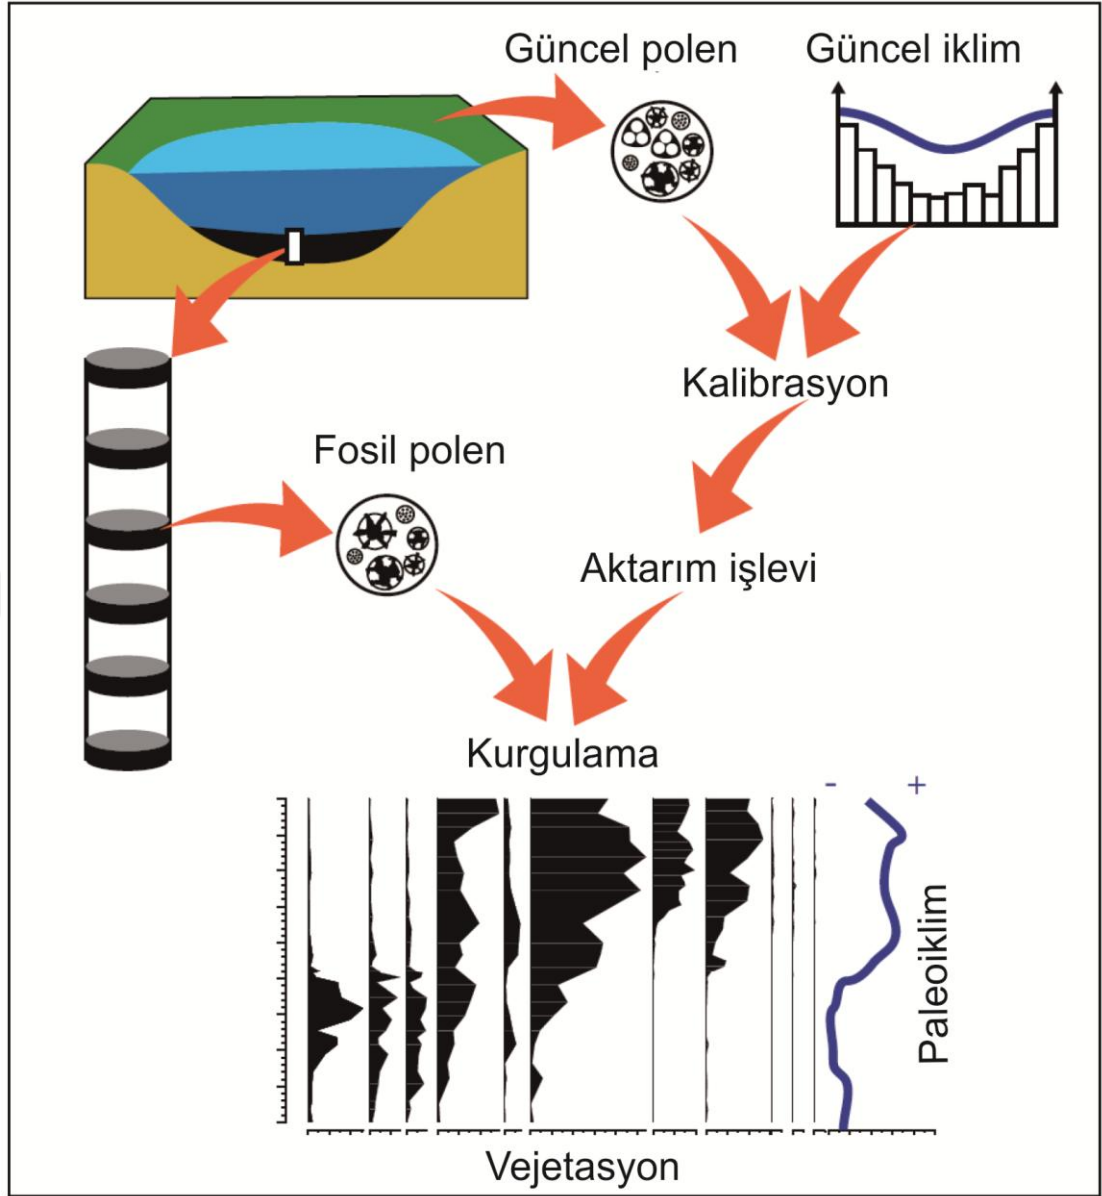 Güncel polen
Güncel iklim
Kalibrasyon
Fosil polen
Aktarım işlevi
Kurgulama
- +
Paleoiklim
Vejetasyon